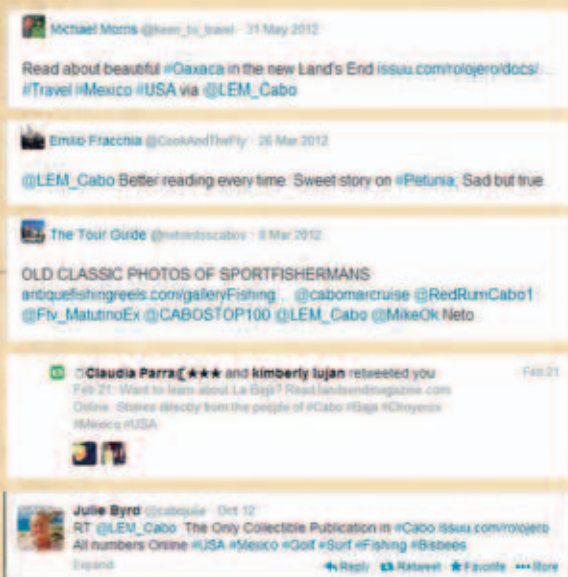 Michael Morris @keen_to_travel · 31 May 2012
Read about beautiful #Oaxaca in the new Land's End issuu.com/rolojero/docs/...
#Travel #Mexico #USA via @LEM_Cabo
Emilio Fracchia @CookAndTheFly · 26 Mar 2012
@LEM_Cabo Better reading every time. Sweet story on #Petunia, Sad but true
The Tour Guide @netoinloscabos · 8 Mar 2012
OLD CLASSIC PHOTOS OF SPORTFISHERMANS
antiquefishingreels.com/galleryFishing... @cabomarcruise @RedRumCabo1
@Ftv_MatutinoEx @CABOSTOP100 @LEM_Cabo @MikeOk Neto
Claudia Parra ★★★ and kimberly lujan retweeted you Feb 21
Feb 21: Want to learn about La Baja? Read landsendmagazine.com
Online. Stories directly from the people of #Cabo #Baja #Choyeros
#Mexico #USA
Julie Byrd @cabojulie · Oct 12
RT @LEM_Cabo The Only Collectible Publication in #Cabo issuu.com/rolojero
All numbers Online #USA #Mexico #Golf #Surf #Fishing #Bisbees
Expand Reply Retweet Favorite More